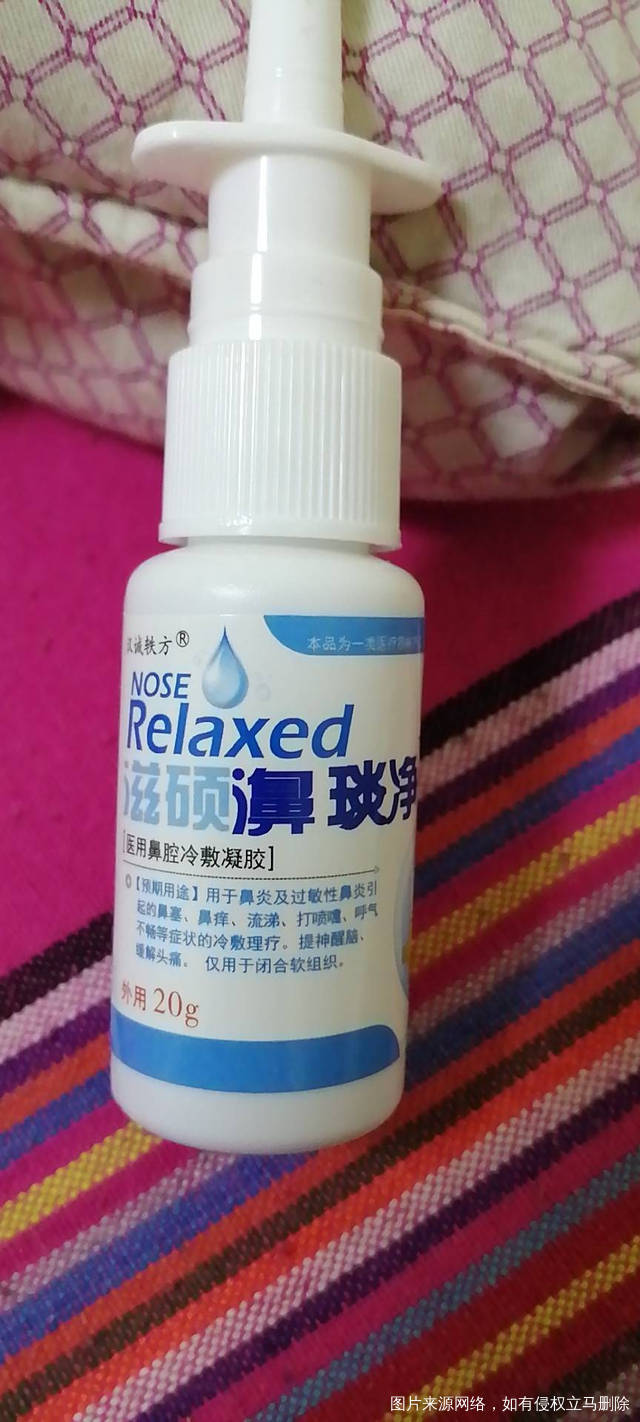 汉诚轶方®
本品为一类医疗器械
NOSE
Relaxed
滋硕濞琰净
[医用鼻腔冷敷凝胶]
【预期用途】用于鼻炎及过敏性鼻炎引
起的鼻塞、鼻痒、流涕、打喷嚏、呼气
不畅等症状的冷敷理疗。提神醒脑、
缓解头痛。仅用于闭合软组织。
外用 20g
图片来源网络，如有侵权立马删除